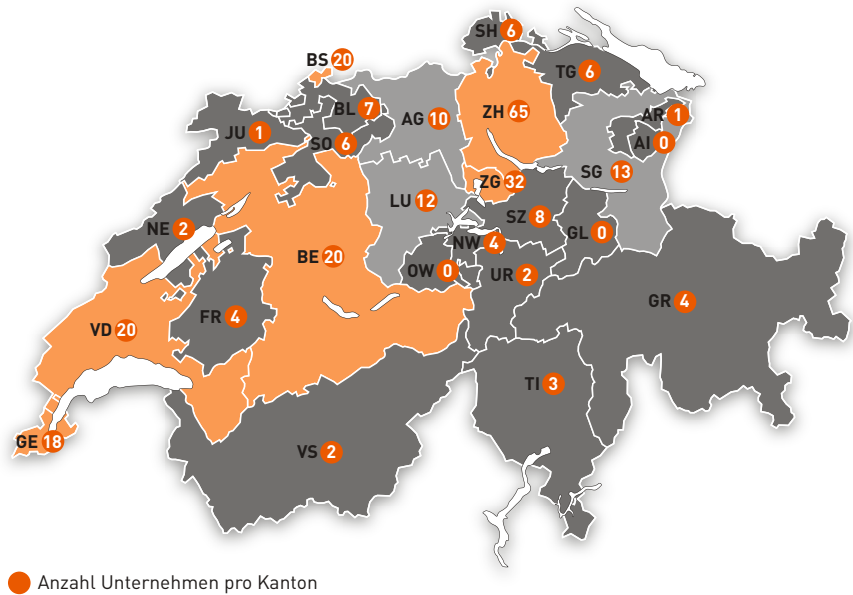 SH 6
BS 20
TG 6
BL 7
ZH 65
AR 1
AG 10
JU 1
SO 6
AI 0
SG 13
ZG 32
LU 12
SZ 8
NE 2
GL 0
NW 4
BE 20
OW 0
UR 2
GR 4
FR 4
VD 20
TI 3
GE 18
VS 2
Anzahl Unternehmen pro Kanton